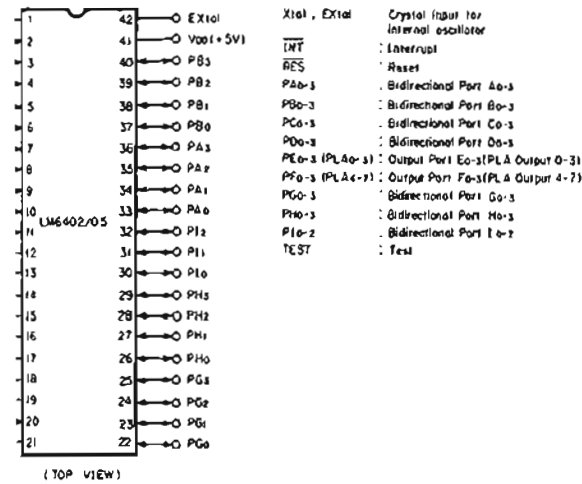 1 42 EXtal
2 41 VDD(+5V)
3 40 PB3
4 39 PB2
5 38 PB1
6 37 PB0
7 36 PA3
8 35 PA2
9 34 PA1
10 33 PA0
LM6402/05
11 32 PI2
12 31 PI1
13 30 PI0
14 29 PH3
15 28 PH2
16 27 PH1
17 26 PH0
18 25 PG3
19 24 PG2
20 23 PG1
21 22 PG0
(TOP VIEW)
Xtal, EXtal : Crystal Input for
internal oscillator
INT : Interrupt
RES : Reset
PA0-3 : Bidirectional Port A0-3
PB0-3 : Bidirectional Port B0-3
PC0-3 : Bidirectional Port C0-3
PD0-3 : Bidirectional Port D0-3
PE0-3 (PLA0-3) : Output Port E0-3(PLA Output 0-3)
PF0-3 (PLA4-7) : Output Port F0-3(PLA Output 4-7)
PG0-3 : Bidirectional Port G0-3
PH0-3 : Bidirectional Port H0-3
PI0-2 : Bidirectional Port I0-2
TEST : Test